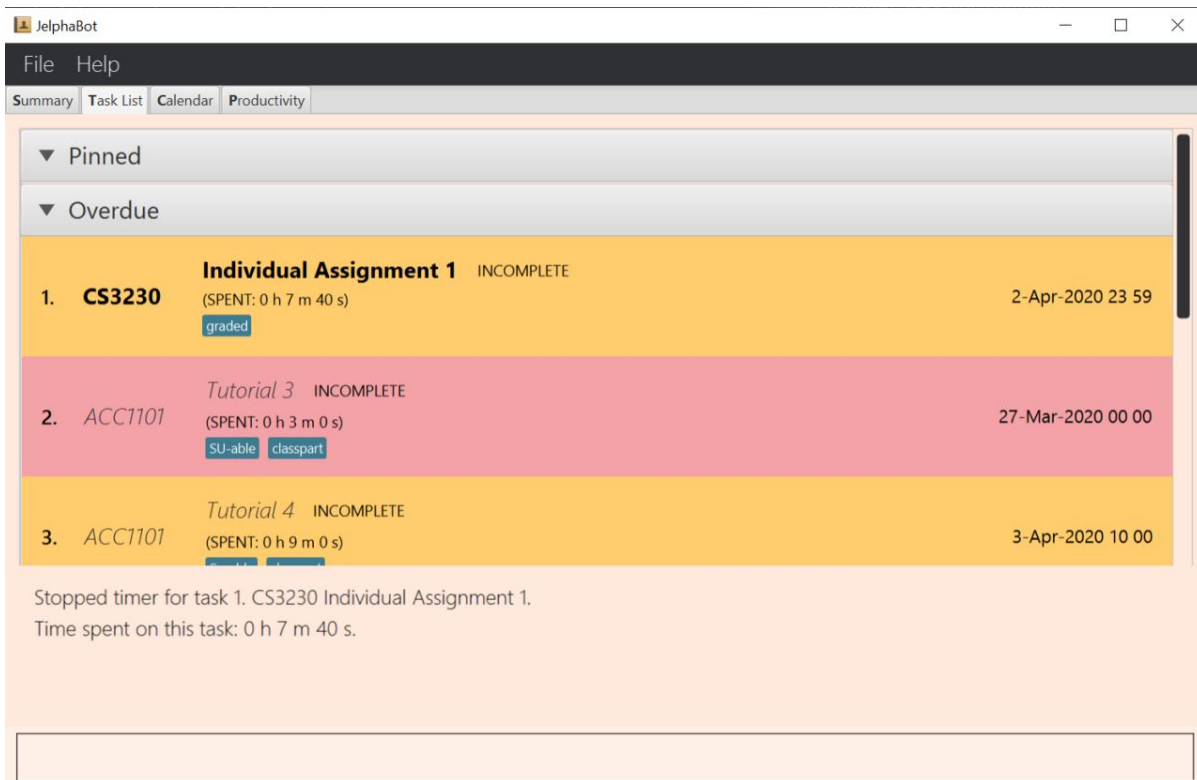 JelphaBot
File Help
Summary Task List Calendar Productivity
Pinned
Overdue
1. CS3230 Individual Assignment 1 INCOMPLETE
(SPENT: 0 h 7 m 40 s)
graded
2-Apr-2020 23 59
2. ACC1101 Tutorial 3 INCOMPLETE
(SPENT: 0 h 3 m 0 s)
SU-able classpart
27-Mar-2020 00 00
3. ACC1101 Tutorial 4 INCOMPLETE
(SPENT: 0 h 9 m 0 s)
3-Apr-2020 10 00
Stopped timer for task 1. CS3230 Individual Assignment 1.
Time spent on this task: 0 h 7 m 40 s.